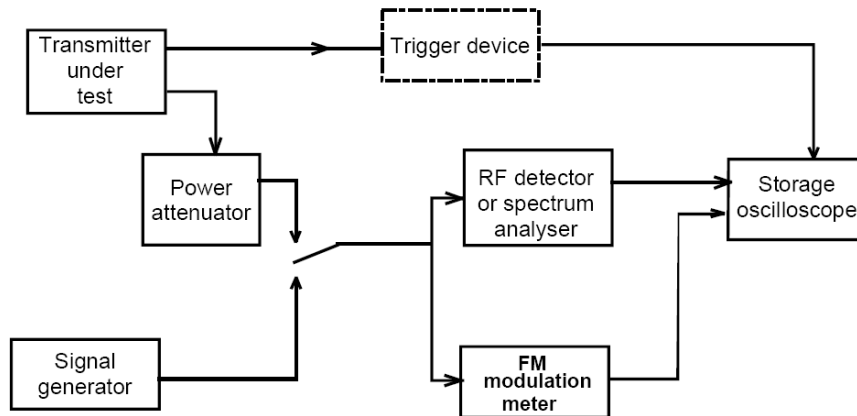 Transmitter
under
test
Trigger device
Power
attenuator
RF detector
or spectrum
analyser
Storage
oscilloscope
Signal
generator
FM
modulation
meter